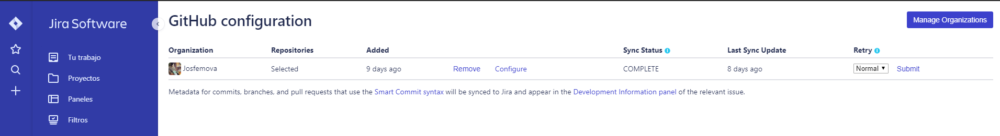 Jira Software
Tu trabajo
Proyectos
Paneles
Filtros
GitHub configuration
Manage Organizations
Organization Repositories Added Sync Status Last Sync Update Retry
Josfemova Selected 9 days ago Remove Configure COMPLETE 8 days ago Normal Submit
Metadata for commits, branches, and pull requests that use the Smart Commit syntax will be synced to Jira and appear in the Development Information panel of the relevant issue.